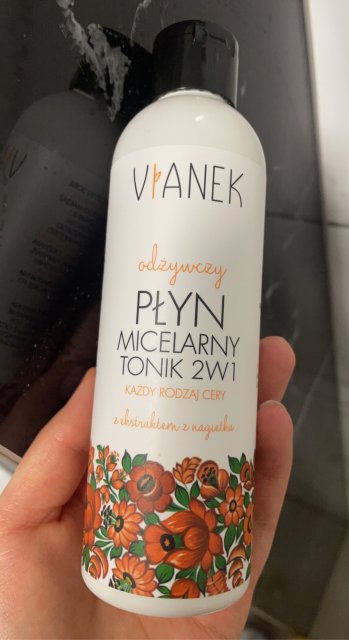 VIANEK
odżywczy
PŁYN
MICELARNY
TONIK 2W1
KAŻDY RODZAJ CERY
z ekstraktem z nagietka